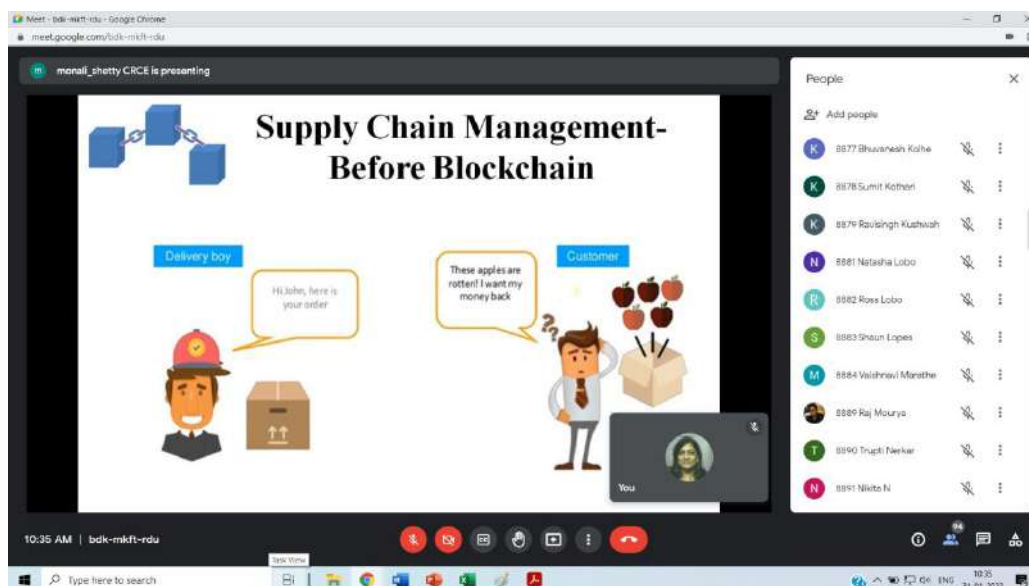 Meet - bdk-mkft-rdu - Google Chrome
meet.google.com/bdk-mkft-rdu
m
monali_shetty CRCE is presenting
Supply Chain Management-
Before Blockchain
Delivery boy
Hi John, here is
your order
Customer
These apples are
rotten! I want my
money back
You
People
Add people
K
8877 Bhuvanesh Kolhe
K
8878 Sumit Kothari
K
8879 Ravisingh Kushwah
N
8881 Natasha Lobo
R
8882 Ross Lobo
S
8883 Shaun Lopes
M
8884 Vaishnavi Marathe
8889 Raj Mourya
T
8890 Trupti Nerkar
N
8891 Nikita N
10:35 AM | bdk-mkft-rdu
94
Task View
Type here to search
ENG
10:35